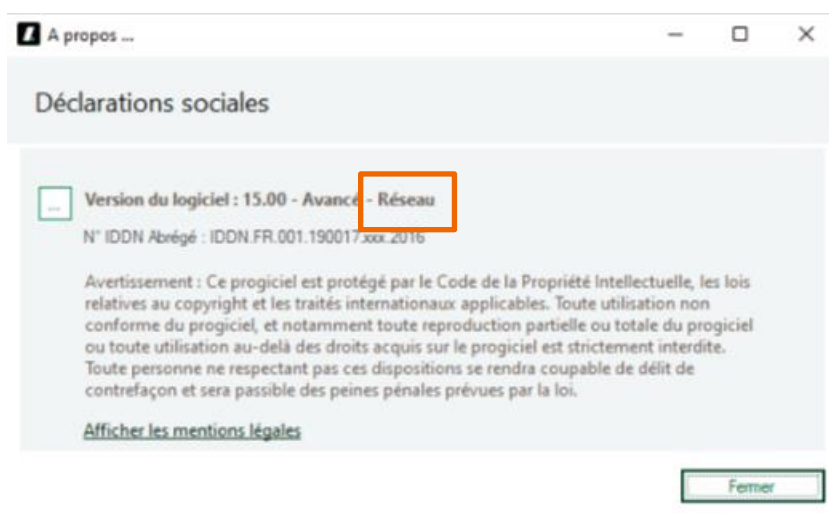 A propos ...
Déclarations sociales
... Version du logiciel : 15.00 - Avancé - Réseau
N° IDDN Abrégé : IDDN.FR.001.190017.xxx.2016
Avertissement : Ce progiciel est protégé par le Code de la Propriété Intellectuelle, les lois
relatives au copyright et les traités internationaux applicables. Toute utilisation non
conforme du progiciel, et notamment toute reproduction partielle ou totale du progiciel
ou toute utilisation au-delà des droits acquis sur le progiciel est strictement interdite.
Toute personne ne respectant pas ces dispositions se rendra coupable de délit de
contrefaçon et sera passible des peines pénales prévues par la loi.
Afficher les mentions légales
Fermer